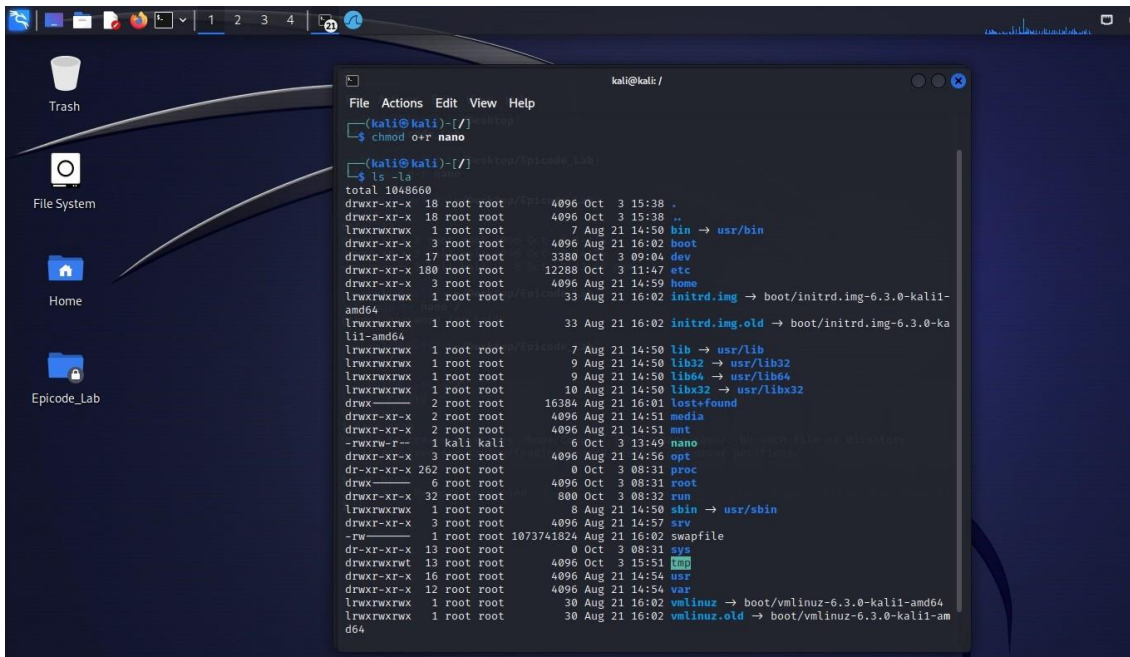 1 2 3 4 21
Trash
File System
Home
Epicode_Lab
kali@kali: /
File Actions Edit View Help
┌──(kali㉿kali)-[/]
└─$ chmod o+r nano
┌──(kali㉿kali)-[/]
└─$ ls -la
total 1048660
drwxr-xr-x 18 root root 4096 Oct 3 15:38 .
drwxr-xr-x 18 root root 4096 Oct 3 15:38 ..
lrwxrwxrwx 1 root root 7 Aug 21 14:50 bin → usr/bin
drwxr-xr-x 3 root root 4096 Aug 21 16:02 boot
drwxr-xr-x 17 root root 3380 Oct 3 09:04 dev
drwxr-xr-x 180 root root 12288 Oct 3 11:47 etc
drwxr-xr-x 3 root root 4096 Aug 21 14:59 home
lrwxrwxrwx 1 root root 33 Aug 21 16:02 initrd.img → boot/initrd.img-6.3.0-kali1-
amd64
lrwxrwxrwx 1 root root 33 Aug 21 16:02 initrd.img.old → boot/initrd.img-6.3.0-ka
li1-amd64
lrwxrwxrwx 1 root root 7 Aug 21 14:50 lib → usr/lib
lrwxrwxrwx 1 root root 9 Aug 21 14:50 lib32 → usr/lib32
lrwxrwxrwx 1 root root 9 Aug 21 14:50 lib64 → usr/lib64
lrwxrwxrwx 1 root root 10 Aug 21 14:50 libx32 → usr/libx32
drwx—— 2 root root 16384 Aug 21 16:01 lost+found
drwxr-xr-x 2 root root 4096 Aug 21 14:51 media
drwxr-xr-x 2 root root 4096 Aug 21 14:51 mnt
-rwxrw-r-- 1 kali kali 6 Oct 3 13:49 nano
drwxr-xr-x 3 root root 4096 Aug 21 14:56 opt
dr-xr-xr-x 262 root root 0 Oct 3 08:31 proc
drwx—— 6 root root 4096 Oct 3 08:31 root
drwxr-xr-x 32 root root 800 Oct 3 08:32 run
lrwxrwxrwx 1 root root 8 Aug 21 14:50 sbin → usr/sbin
drwxr-xr-x 3 root root 4096 Aug 21 14:57 srv
-rw—— 1 root root 1073741824 Aug 21 16:02 swapfile
dr-xr-xr-x 13 root root 0 Oct 3 08:31 sys
drwxrwxrwt 13 root root 4096 Oct 3 15:51 tmp
drwxr-xr-x 16 root root 4096 Aug 21 14:54 usr
drwxr-xr-x 12 root root 4096 Aug 21 14:54 var
lrwxrwxrwx 1 root root 30 Aug 21 16:02 vmlinuz → boot/vmlinuz-6.3.0-kali1-amd64
lrwxrwxrwx 1 root root 30 Aug 21 16:02 vmlinuz.old → boot/vmlinuz-6.3.0-kali1-am
d64